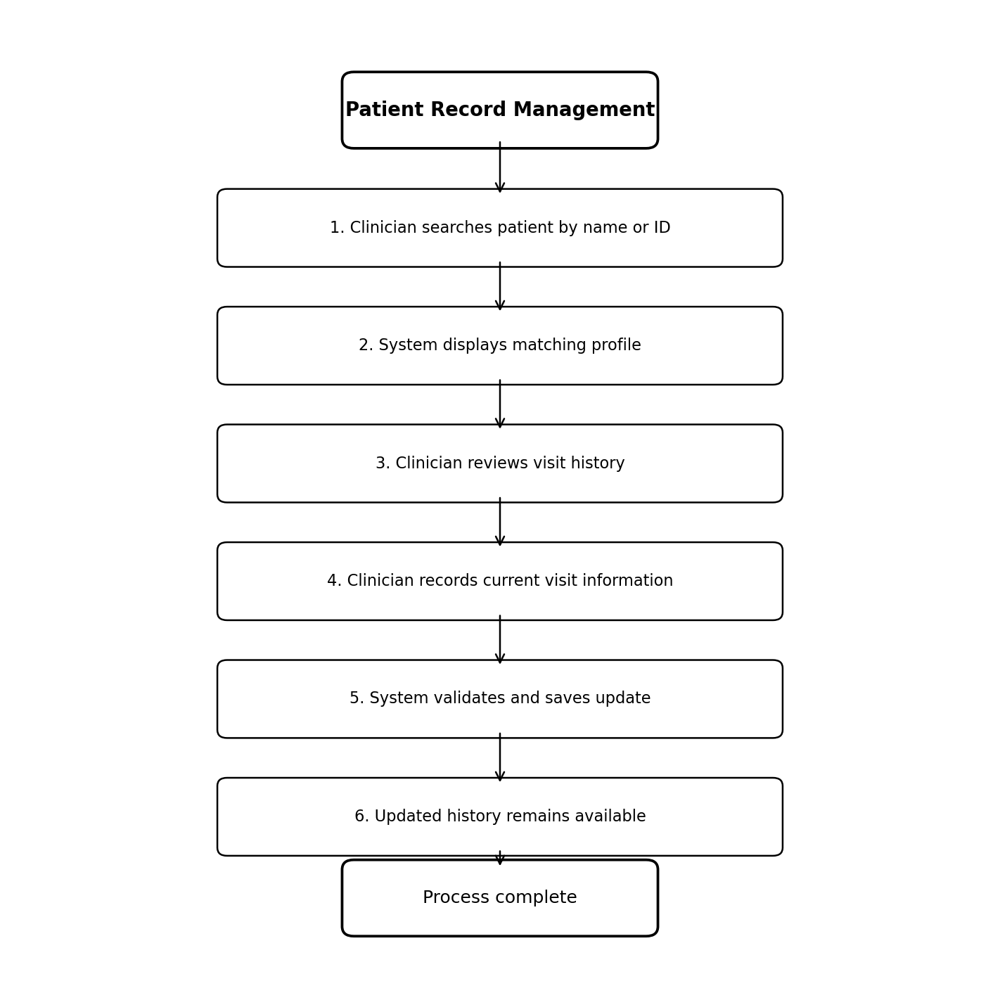 Patient Record Management
1. Clinician searches patient by name or ID
2. System displays matching profile
3. Clinician reviews visit history
4. Clinician records current visit information
5. System validates and saves update
6. Updated history remains available
Process complete